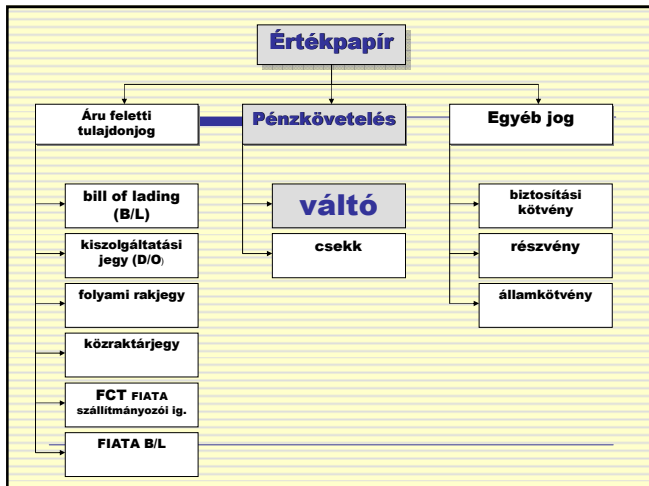 Értékpapír
Áru feletti
tulajdonjog
Pénzkövetelés
Egyéb jog
bill of lading
(B/L)
kiszolgáltatási
jegy (D/O)
folyami rakjegy
közraktárjegy
FCT FIATA
szállítmányozói ig.
FIATA B/L
váltó
csekk
biztosítási
kötvény
részvény
államkötvény